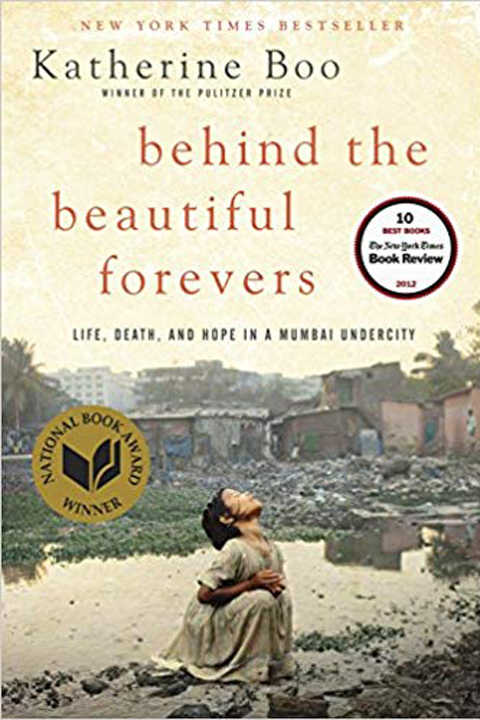 NEW YORK TIMES BESTSELLER
Katherine Boo
WINNER OF THE PULITZER PRIZE
behind the
beautiful
forevers
10
BEST BOOKS
The New York Times
Book Review
2012
LIFE, DEATH, AND HOPE IN A MUMBAI UNDERCITY
NATIONAL BOOK AWARD
WINNER